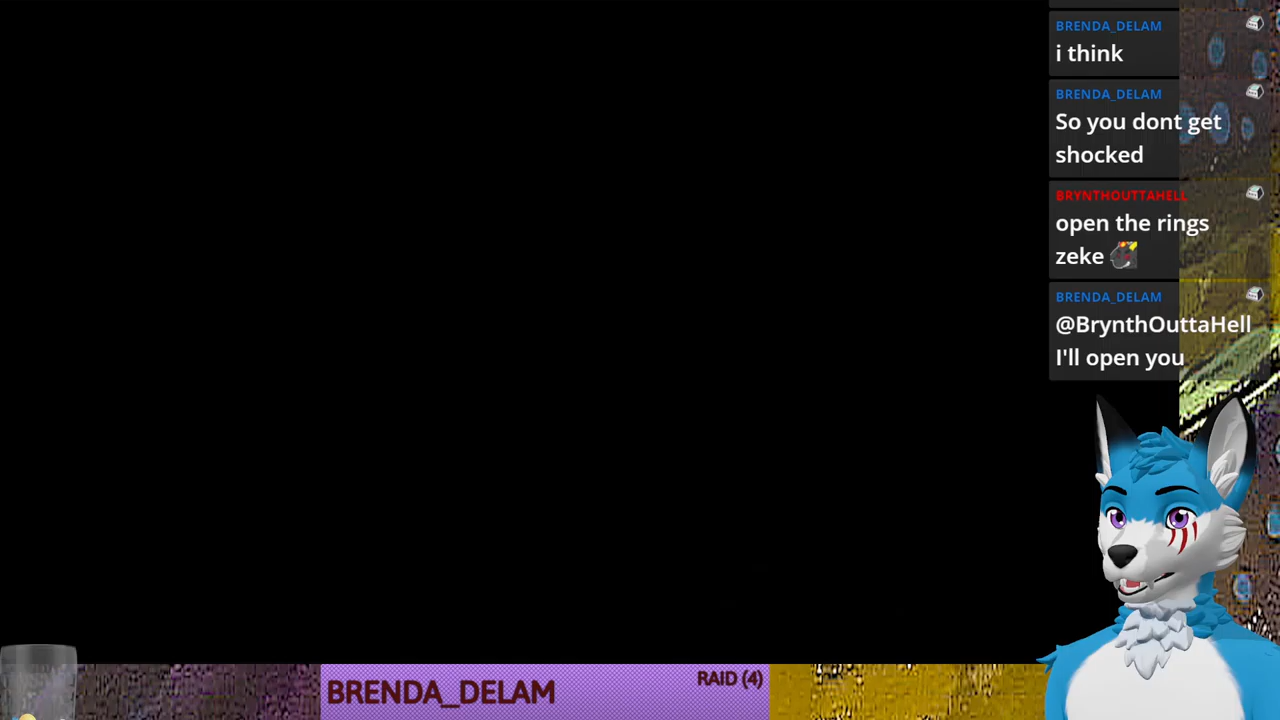 BRENDA_DELAM
i think
BRENDA_DELAM
So you dont get
shocked
BRYNTHOUTTAHELL
open the rings
zeke
BRENDA_DELAM
@BrynthOuttaHell
I'll open you
BRENDA_DELAM
RAID (4)